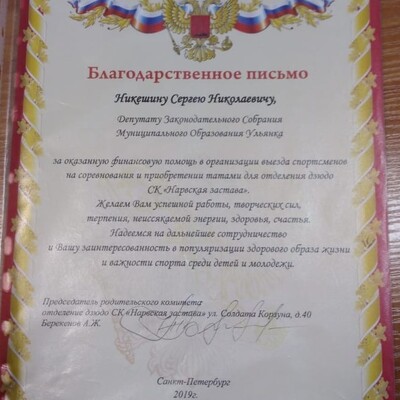 Благодарственное письмо
Никешину Сергею Николаевичу,
Депутату Законодательного Собрания
Муниципального Образования Ульянка
за оказанную финансовую помощь в организации выезда спортсменов
на соревнования и приобретении татами для отделения дзюдо
СК «Нарвская застава».
Желаем Вам успешной работы, творческих сил,
терпения, неиссякаемой энергии, здоровья, счастья.
Надеемся на дальнейшее сотрудничество
и Вашу заинтересованность в популяризации здорового образа жизни
и важности спорта среди детей и молодежи.
Председатель родительского комитета
отделение дзюдо СК «Нарвская застава» ул. Солдата Корзуна, д.40
Берекенов А.Ж.
Санкт-Петербург
2019г.